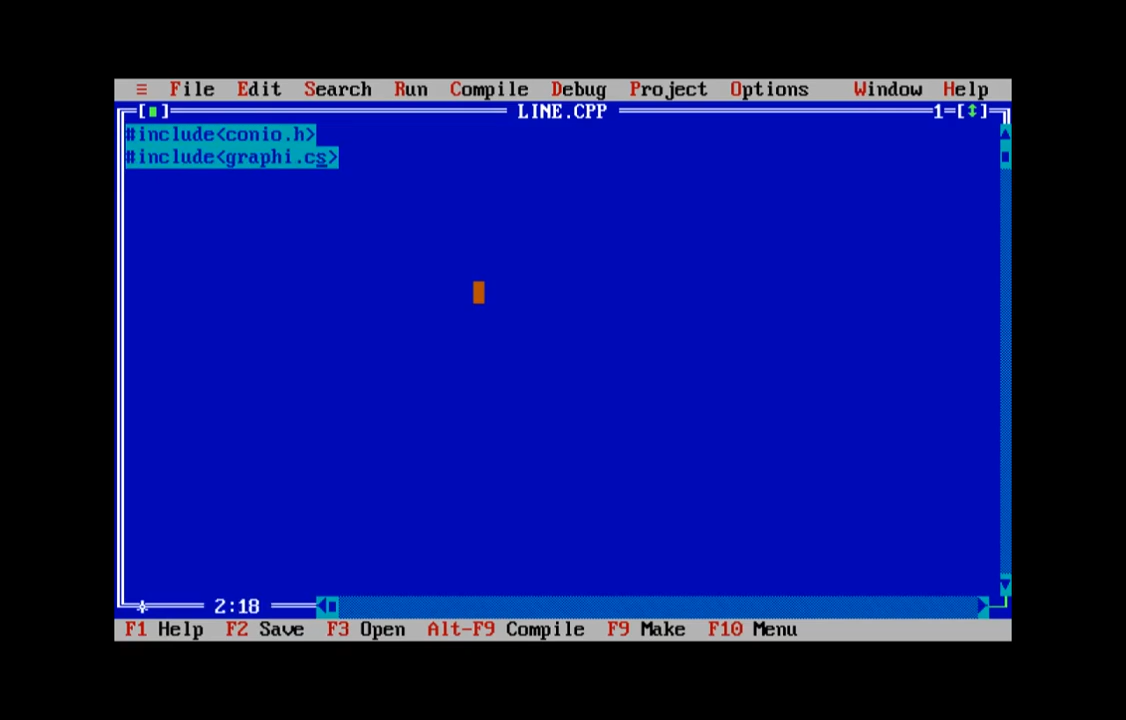 ≡ File Edit Search Run Compile Debug Project Options Window Help
[■] LINE.CPP 1=[↕]
#include<conio.h>
#include<graphi.cs>
2:18
F1 Help F2 Save F3 Open Alt-F9 Compile F9 Make F10 Menu